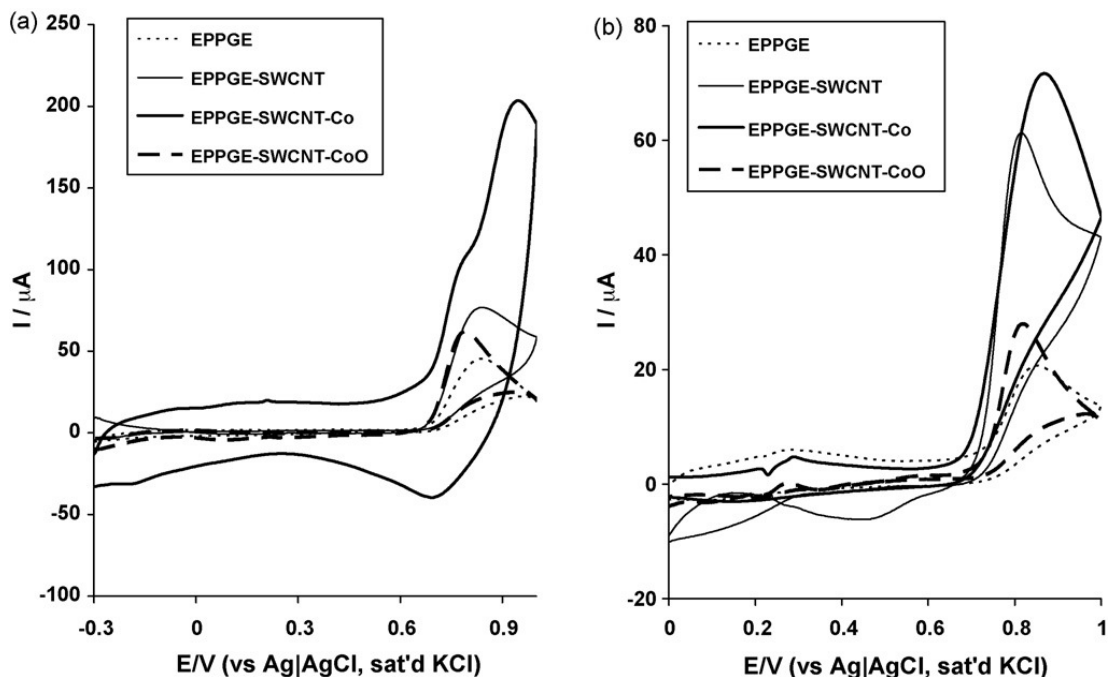 (a)
EPPGE
EPPGE-SWCNT
EPPGE-SWCNT-Co
EPPGE-SWCNT-CoO
250
200
150
100
50
0
-50
-100
I / μA
-0.3
0
0.3
0.6
0.9
E/V (vs Ag|AgCl, sat'd KCl)
(b)
EPPGE
EPPGE-SWCNT
EPPGE-SWCNT-Co
EPPGE-SWCNT-CoO
80
60
40
20
0
-20
I / μA
0
0.2
0.4
0.6
0.8
1
E/V (vs Ag|AgCl, sat'd KCl)